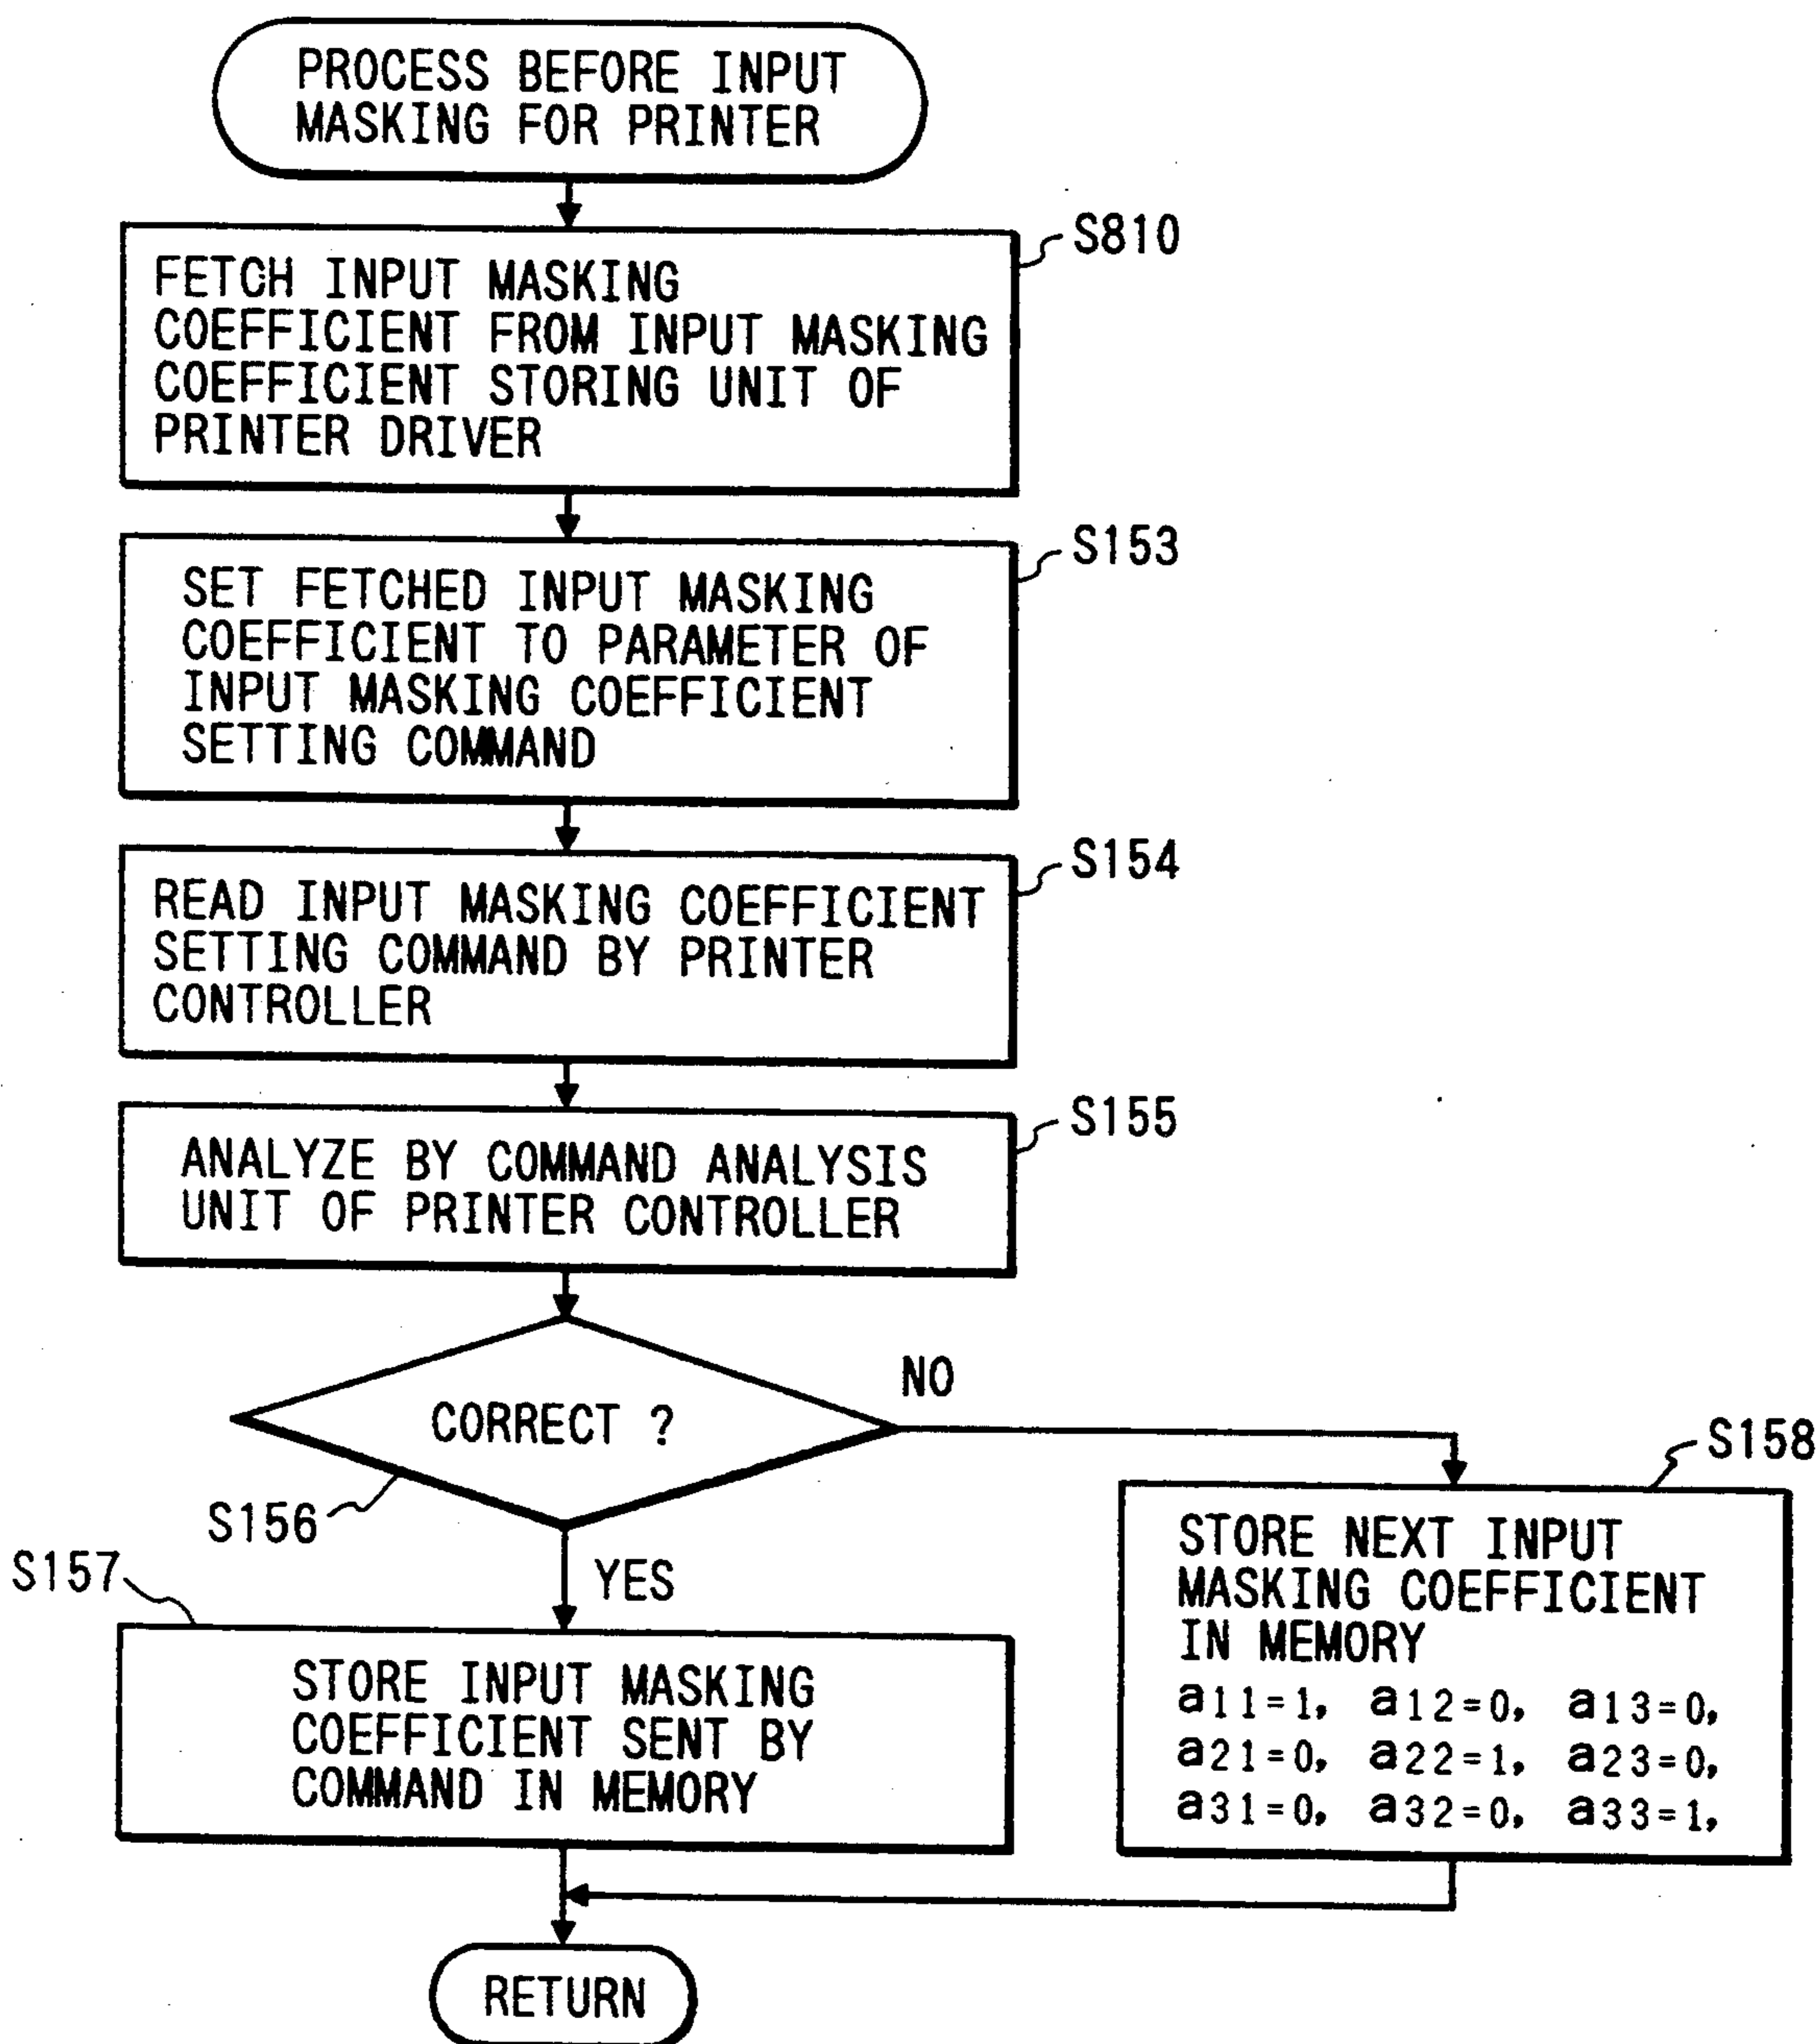 PROCESS BEFORE INPUT
MASKING FOR PRINTER
S810
FETCH INPUT MASKING
COEFFICIENT FROM INPUT MASKING
COEFFICIENT STORING UNIT OF
PRINTER DRIVER
S153
SET FETCHED INPUT MASKING
COEFFICIENT TO PARAMETER OF
INPUT MASKING COEFFICIENT
SETTING COMMAND
S154
READ INPUT MASKING COEFFICIENT
SETTING COMMAND BY PRINTER
CONTROLLER
S155
ANALYZE BY COMMAND ANALYSIS
UNIT OF PRINTER CONTROLLER
CORRECT ?
NO
S156
YES
S158
STORE NEXT INPUT
MASKING COEFFICIENT
IN MEMORY
a11=1, a12=0, a13=0,
a21=0, a22=1, a23=0,
a31=0, a32=0, a33=1,
S157
STORE INPUT MASKING
COEFFICIENT SENT BY
COMMAND IN MEMORY
RETURN